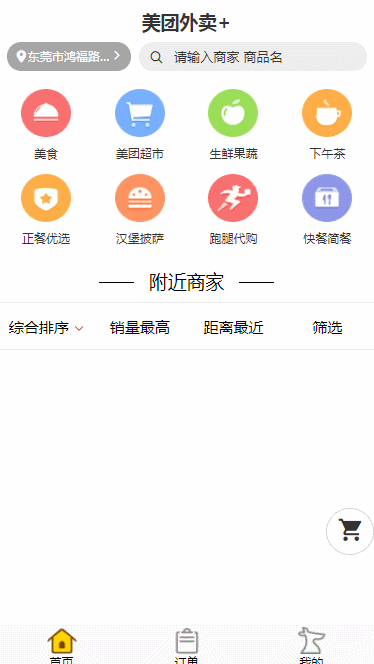 美团外卖+
东莞市鸿福路... 请输入商家 商品名
美食 美团超市 生鲜果蔬 下午茶
正餐优选 汉堡披萨 跑腿代购 快餐简餐
附近商家
综合排序 销量最高 距离最近 筛选
首页 订单 我的